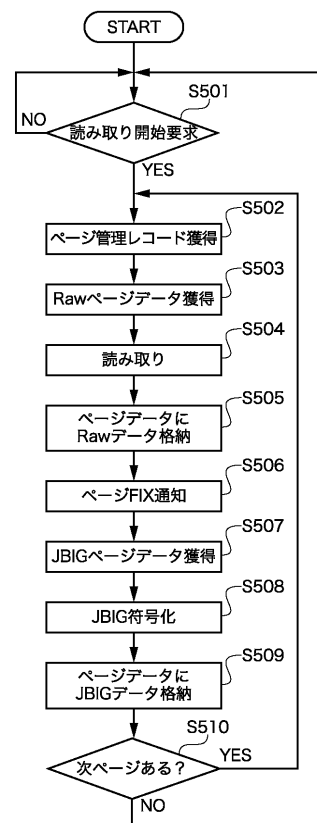 START
S501
NO
読み取り開始要求
YES
S502
ページ管理レコード獲得
S503
Rawページデータ獲得
S504
読み取り
S505
ページデータに
Rawデータ格納
S506
ページFIX通知
S507
JBIGページデータ獲得
S508
JBIG符号化
S509
ページデータに
JBIGデータ格納
S510
次ページある?
YES
NO